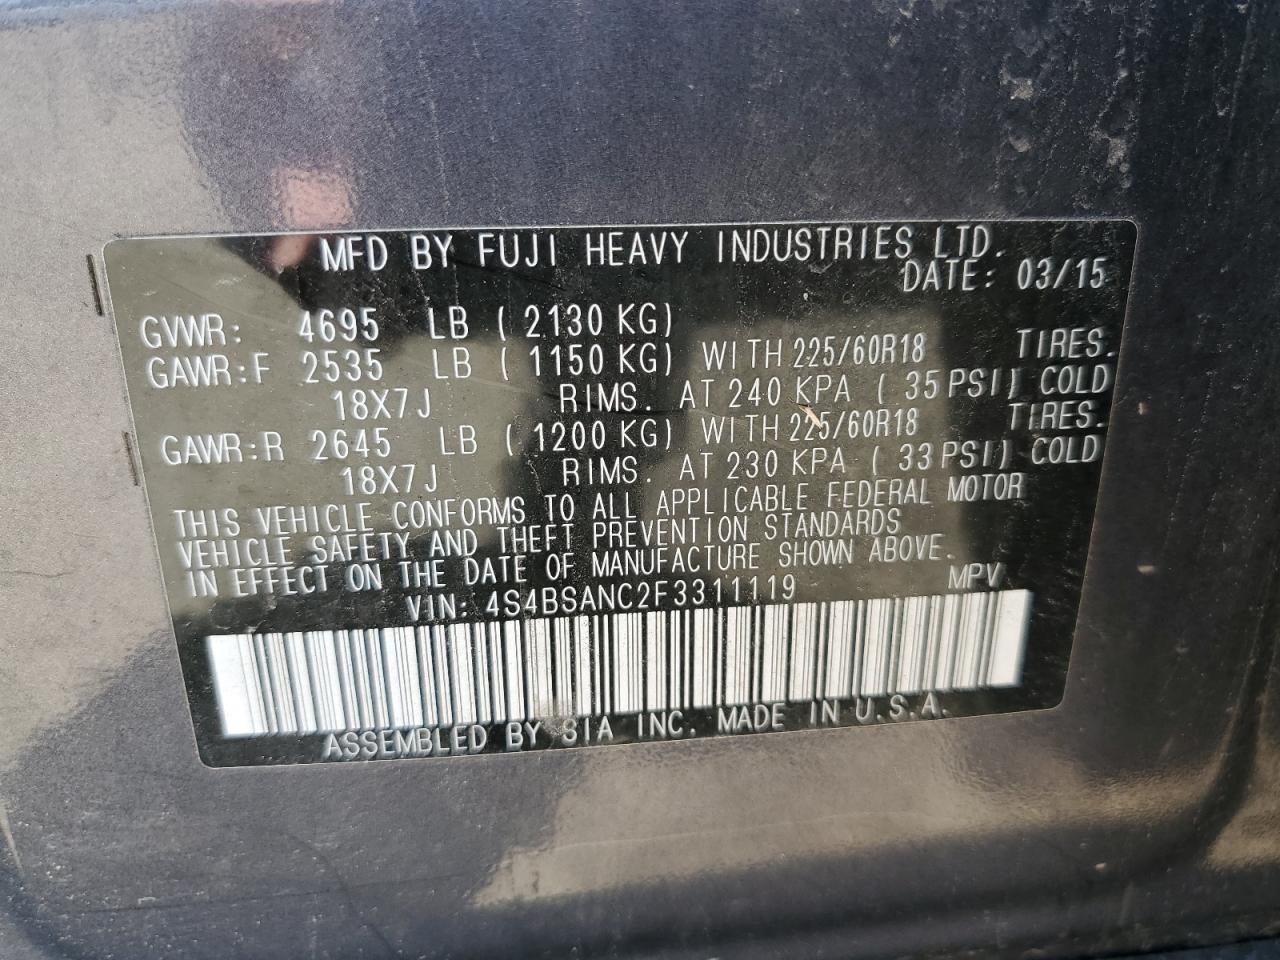 MFD BY FUJI HEAVY INDUSTRIES LTD.
DATE: 03/15
GVWR: 4695 LB ( 2130 KG)
GAWR:F 2535 LB ( 1150 KG) WITH 225/60R18 TIRES.
18X7J RIMS. AT 240 KPA ( 35 PSI) COLD
GAWR:R 2645 LB ( 1200 KG) WITH 225/60R18 TIRES.
18X7J RIMS. AT 230 KPA ( 33 PSI) COLD
THIS VEHICLE CONFORMS TO ALL APPLICABLE FEDERAL MOTOR
VEHICLE SAFETY AND THEFT PREVENTION STANDARDS
IN EFFECT ON THE DATE OF MANUFACTURE SHOWN ABOVE.
VIN: 4S4BSANC2F3311119 MPV
ASSEMBLED BY SIA INC. MADE IN U.S.A.